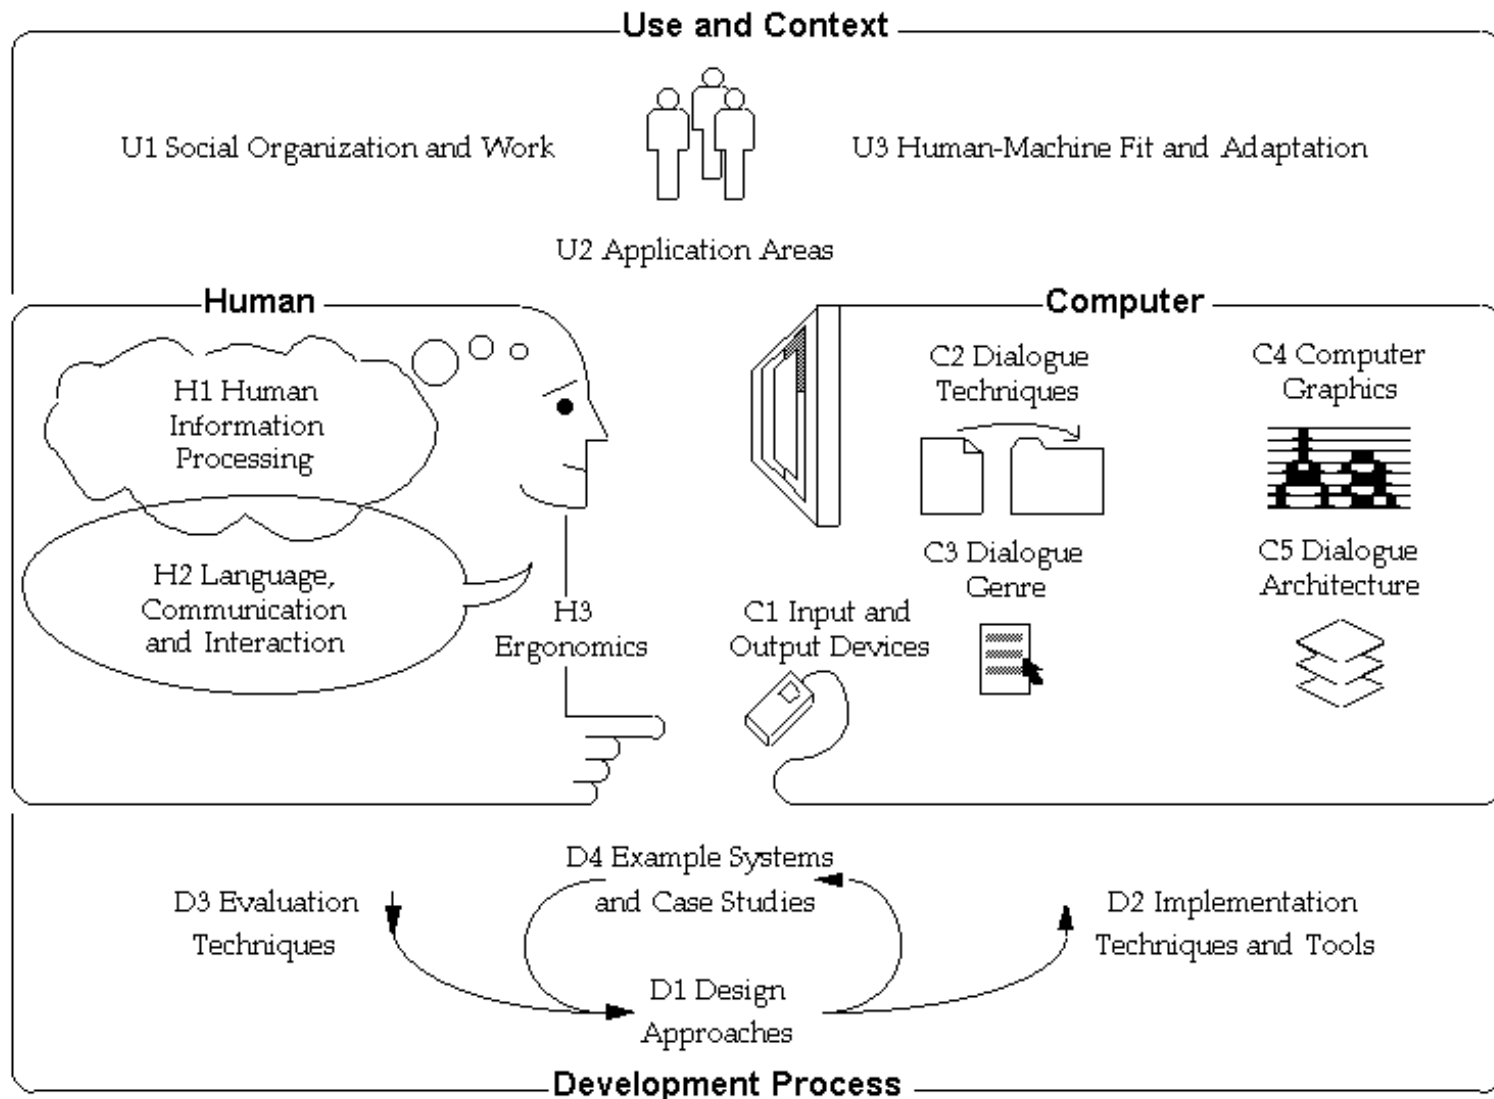 Use and Context
U1 Social Organization and Work
U3 Human-Machine Fit and Adaptation
U2 Application Areas
Human
H1 Human
Information
Processing
H2 Language,
Communication
and Interaction
H3
Ergonomics
Computer
C2 Dialogue
Techniques
C4 Computer
Graphics
C3 Dialogue
Genre
C5 Dialogue
Architecture
C1 Input and
Output Devices
D4 Example Systems
and Case Studies
D3 Evaluation
Techniques
D2 Implementation
Techniques and Tools
D1 Design
Approaches
Development Process